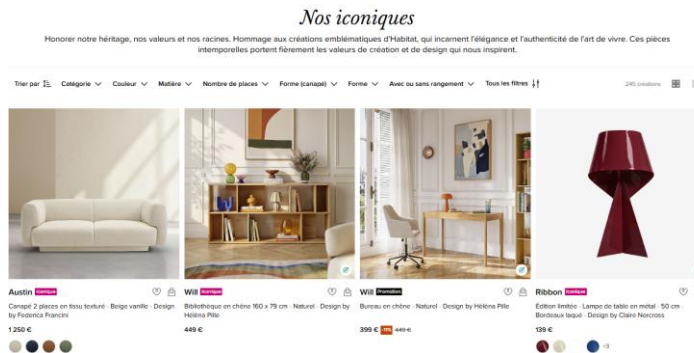 Nos iconiques
Honorer notre héritage, nos valeurs et nos racines. Hommage aux créations emblématiques d'Habitat, qui incarnent l'élégance et l'authenticité de l'art de vivre. Ces pièces
intemporelles portent fièrement les valeurs de création et de design qui nous inspirent.
Trier par Catégorie Couleur Matière Nombre de places Forme (canapé) Forme Avec ou sans rangement Tous les filtres 245 créations
Austin Iconique
Canapé 2 places en tissu texturé - Beige vanille - Design
by Federica Francini
1 250 €
Will Iconique
Bibliothèque en chêne 160 x 79 cm - Naturel - Design by
Héléna Pille
449 €
Will Promotion
Bureau en chêne - Naturel - Design by Héléna Pille
399 € -11% 449 €
Ribbon Iconique
Édition limitée - Lampe de table en métal - 50 cm -
Bordeaux laqué - Design by Claire Norcross
139 €
+3